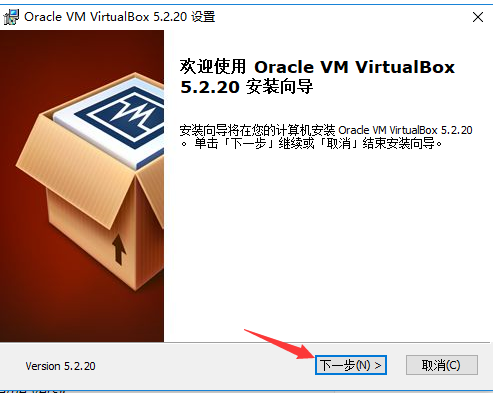 Oracle VM VirtualBox 5.2.20 设置
欢迎使用 Oracle VM VirtualBox
5.2.20 安装向导
安装向导将在您的计算机安装 Oracle VM VirtualBox 5.2.20
。 单击「下一步」继续或「取消」结束安装向导。
Version 5.2.20
下一步(N) >
取消(C)